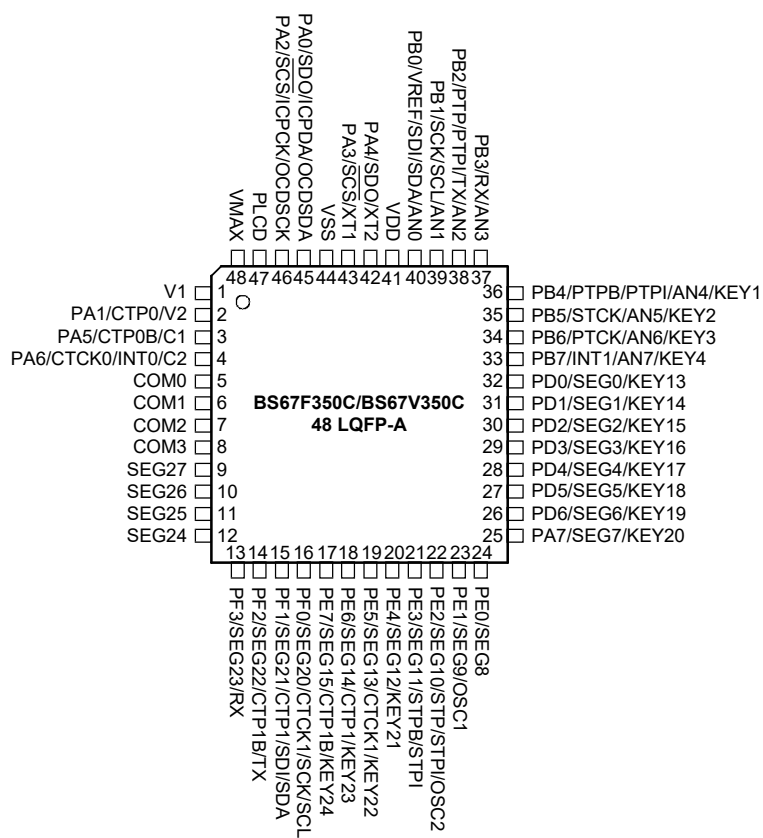 PA2/SCS/ICPCK/OCDSCK
PA0/SDO/ICPDA/OCDSDA
PB0/VREF/SDI/SDA/AN0
PB1/SCK/SCL/AN1
PB2/PTP/PTPI/TX/AN2
PB3/RX/AN3
VMAX
PLCD
VSS
PA3/SCS/XT1
PA4/SDO/XT2
VDD
48 47 46 45 44 43 42 41 40 39 38 37
V1 1
PA1/CTP0/V2 2
PA5/CTP0B/C1 3
PA6/CTCK0/INT0/C2 4
COM0 5
COM1 6
COM2 7
COM3 8
SEG27 9
SEG26 10
SEG25 11
SEG24 12
BS67F350C/BS67V350C
48 LQFP-A
36 PB4/PTPB/PTPI/AN4/KEY1
35 PB5/STCK/AN5/KEY2
34 PB6/PTCK/AN6/KEY3
33 PB7/INT1/AN7/KEY4
32 PD0/SEG0/KEY13
31 PD1/SEG1/KEY14
30 PD2/SEG2/KEY15
29 PD3/SEG3/KEY16
28 PD4/SEG4/KEY17
27 PD5/SEG5/KEY18
26 PD6/SEG6/KEY19
25 PA7/SEG7/KEY20
13 14 15 16 17 18 19 20 21 22 23 24
PF3/SEG23/RX
PF2/SEG22/CTP1B/TX
PF1/SEG21/CTP1/SDI/SDA
PF0/SEG20/CTCK1/SCK/SCL
PE7/SEG15/CTP1B/KEY24
PE6/SEG14/CTP1/KEY23
PE5/SEG13/CTCK1/KEY22
PE4/SEG12/KEY21
PE3/SEG11/STPB/STPI
PE2/SEG10/STP/STPI/OSC2
PE1/SEG9/OSC1
PE0/SEG8